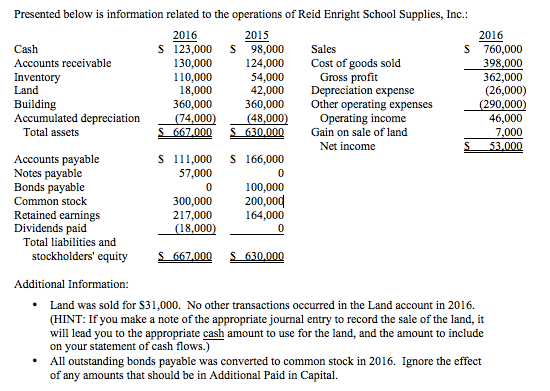 Presented below is information related to the operations of Reid Enright School Supplies, Inc.:
2016 2015 2016
Cash $ 123,000 $ 98,000 Sales $ 760,000
Accounts receivable 130,000 124,000 Cost of goods sold 398,000
Inventory 110,000 54,000 Gross profit 362,000
Land 18,000 42,000 Depreciation expense (26,000)
Building 360,000 360,000 Other operating expenses (290,000)
Accumulated depreciation (74,000) (48,000) Operating income 46,000
Total assets $ 667,000 $ 630,000 Gain on sale of land 7,000
Net income $ 53,000
Accounts payable $ 111,000 $ 166,000
Notes payable 57,000 0
Bonds payable 0 100,000
Common stock 300,000 200,000
Retained earnings 217,000 164,000
Dividends paid (18,000) 0
Total liabilities and
stockholders' equity $ 667,000 $ 630,000
Additional Information:
• Land was sold for $31,000. No other transactions occurred in the Land account in 2016.
(HINT: If you make a note of the appropriate journal entry to record the sale of the land, it
will lead you to the appropriate cash amount to use for the land, and the amount to include
on your statement of cash flows.)
• All outstanding bonds payable was converted to common stock in 2016. Ignore the effect
of any amounts that should be in Additional Paid in Capital.